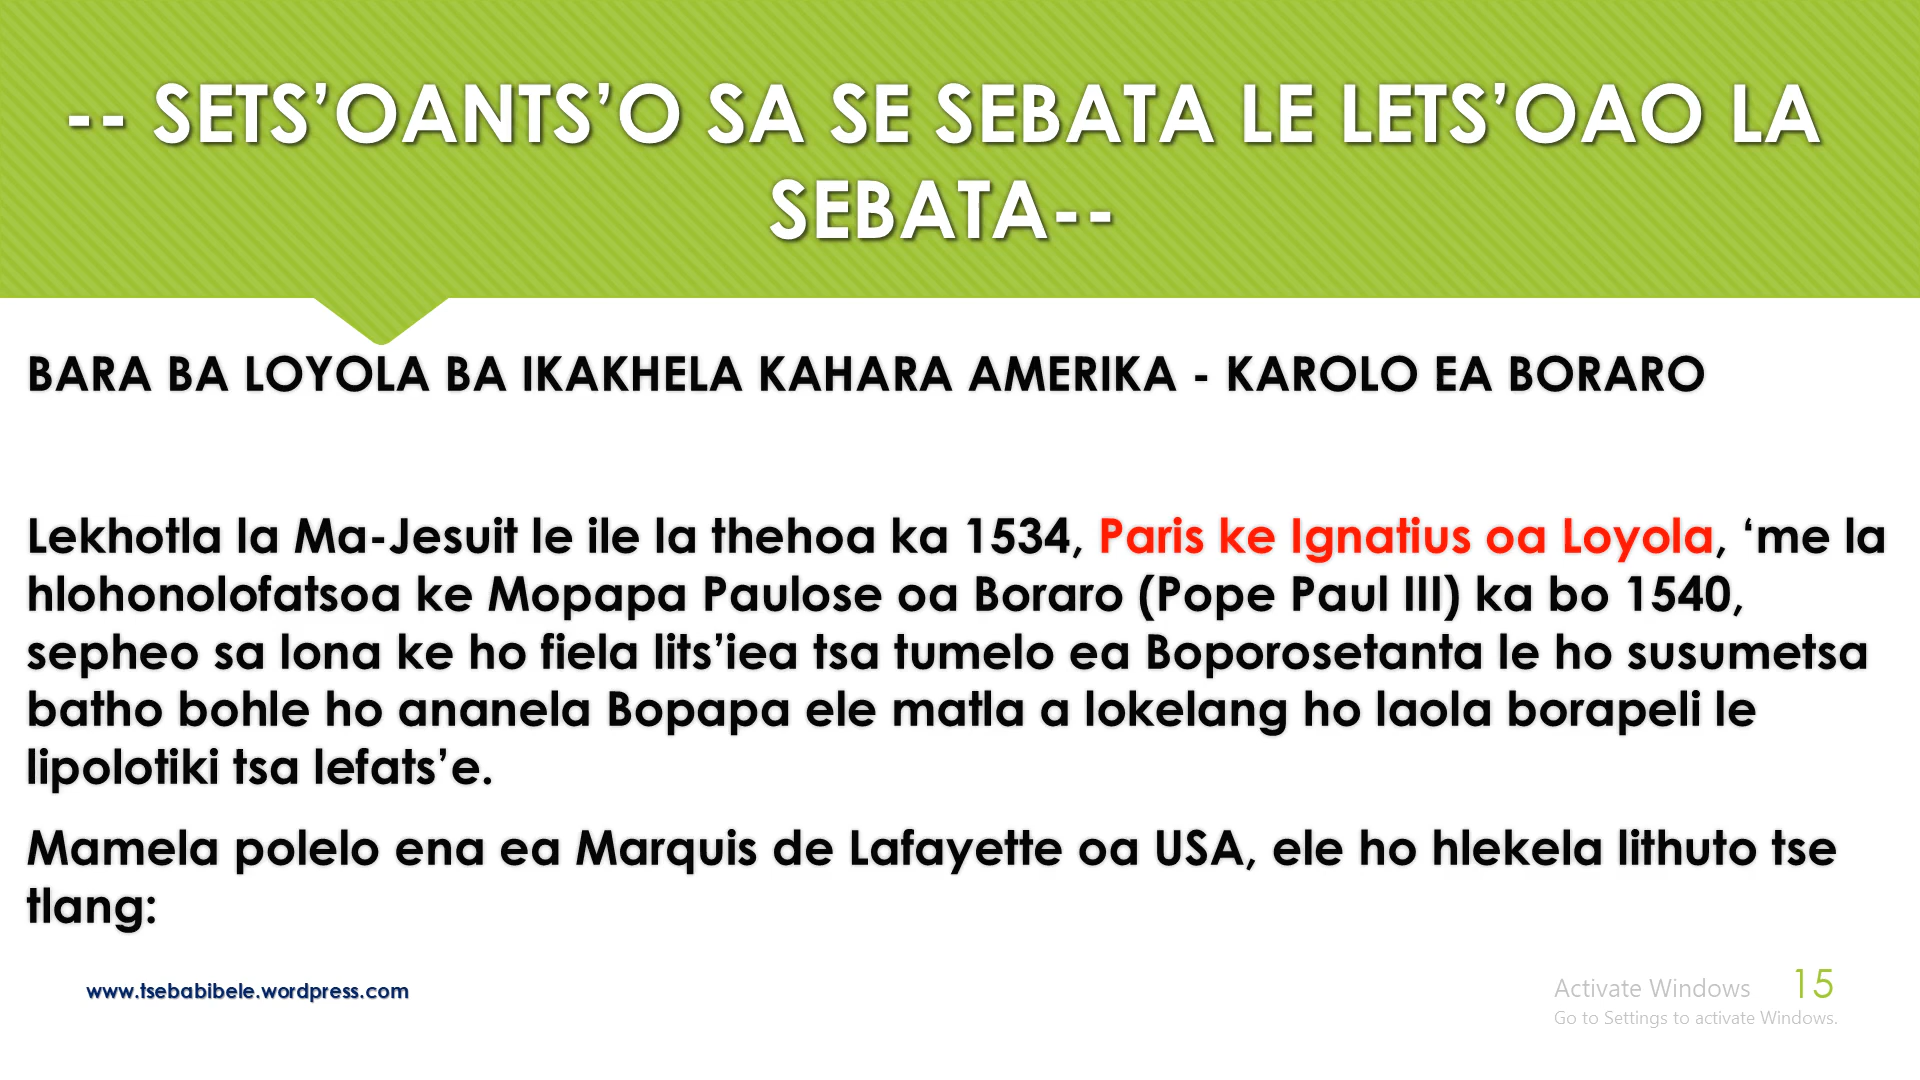 -- SETS’OANTS’O SA SE SEBATA LE LETS’OAO LA
SEBATA--
BARA BA LOYOLA BA IKAKHELA KAHARA AMERIKA - KAROLO EA BORARO
Lekhotla la Ma-Jesuit le ile la thehoa ka 1534, Paris ke Ignatius oa Loyola, ‘me la
hlohonolofatsoa ke Mopapa Paulose oa Boraro (Pope Paul III) ka bo 1540,
sepheo sa lona ke ho fiela lits’iea tsa tumelo ea Boporosetanta le ho susumetsa
batho bohle ho ananela Bopapa ele matla a lokelang ho laola borapeli le
lipolotiki tsa lefats’e.
Mamela polelo ena ea Marquis de Lafayette oa USA, ele ho hlekela lithuto tse
tlang:
www.tsebabibele.wordpress.com
Activate Windows 15
Go to Settings to activate Windows.